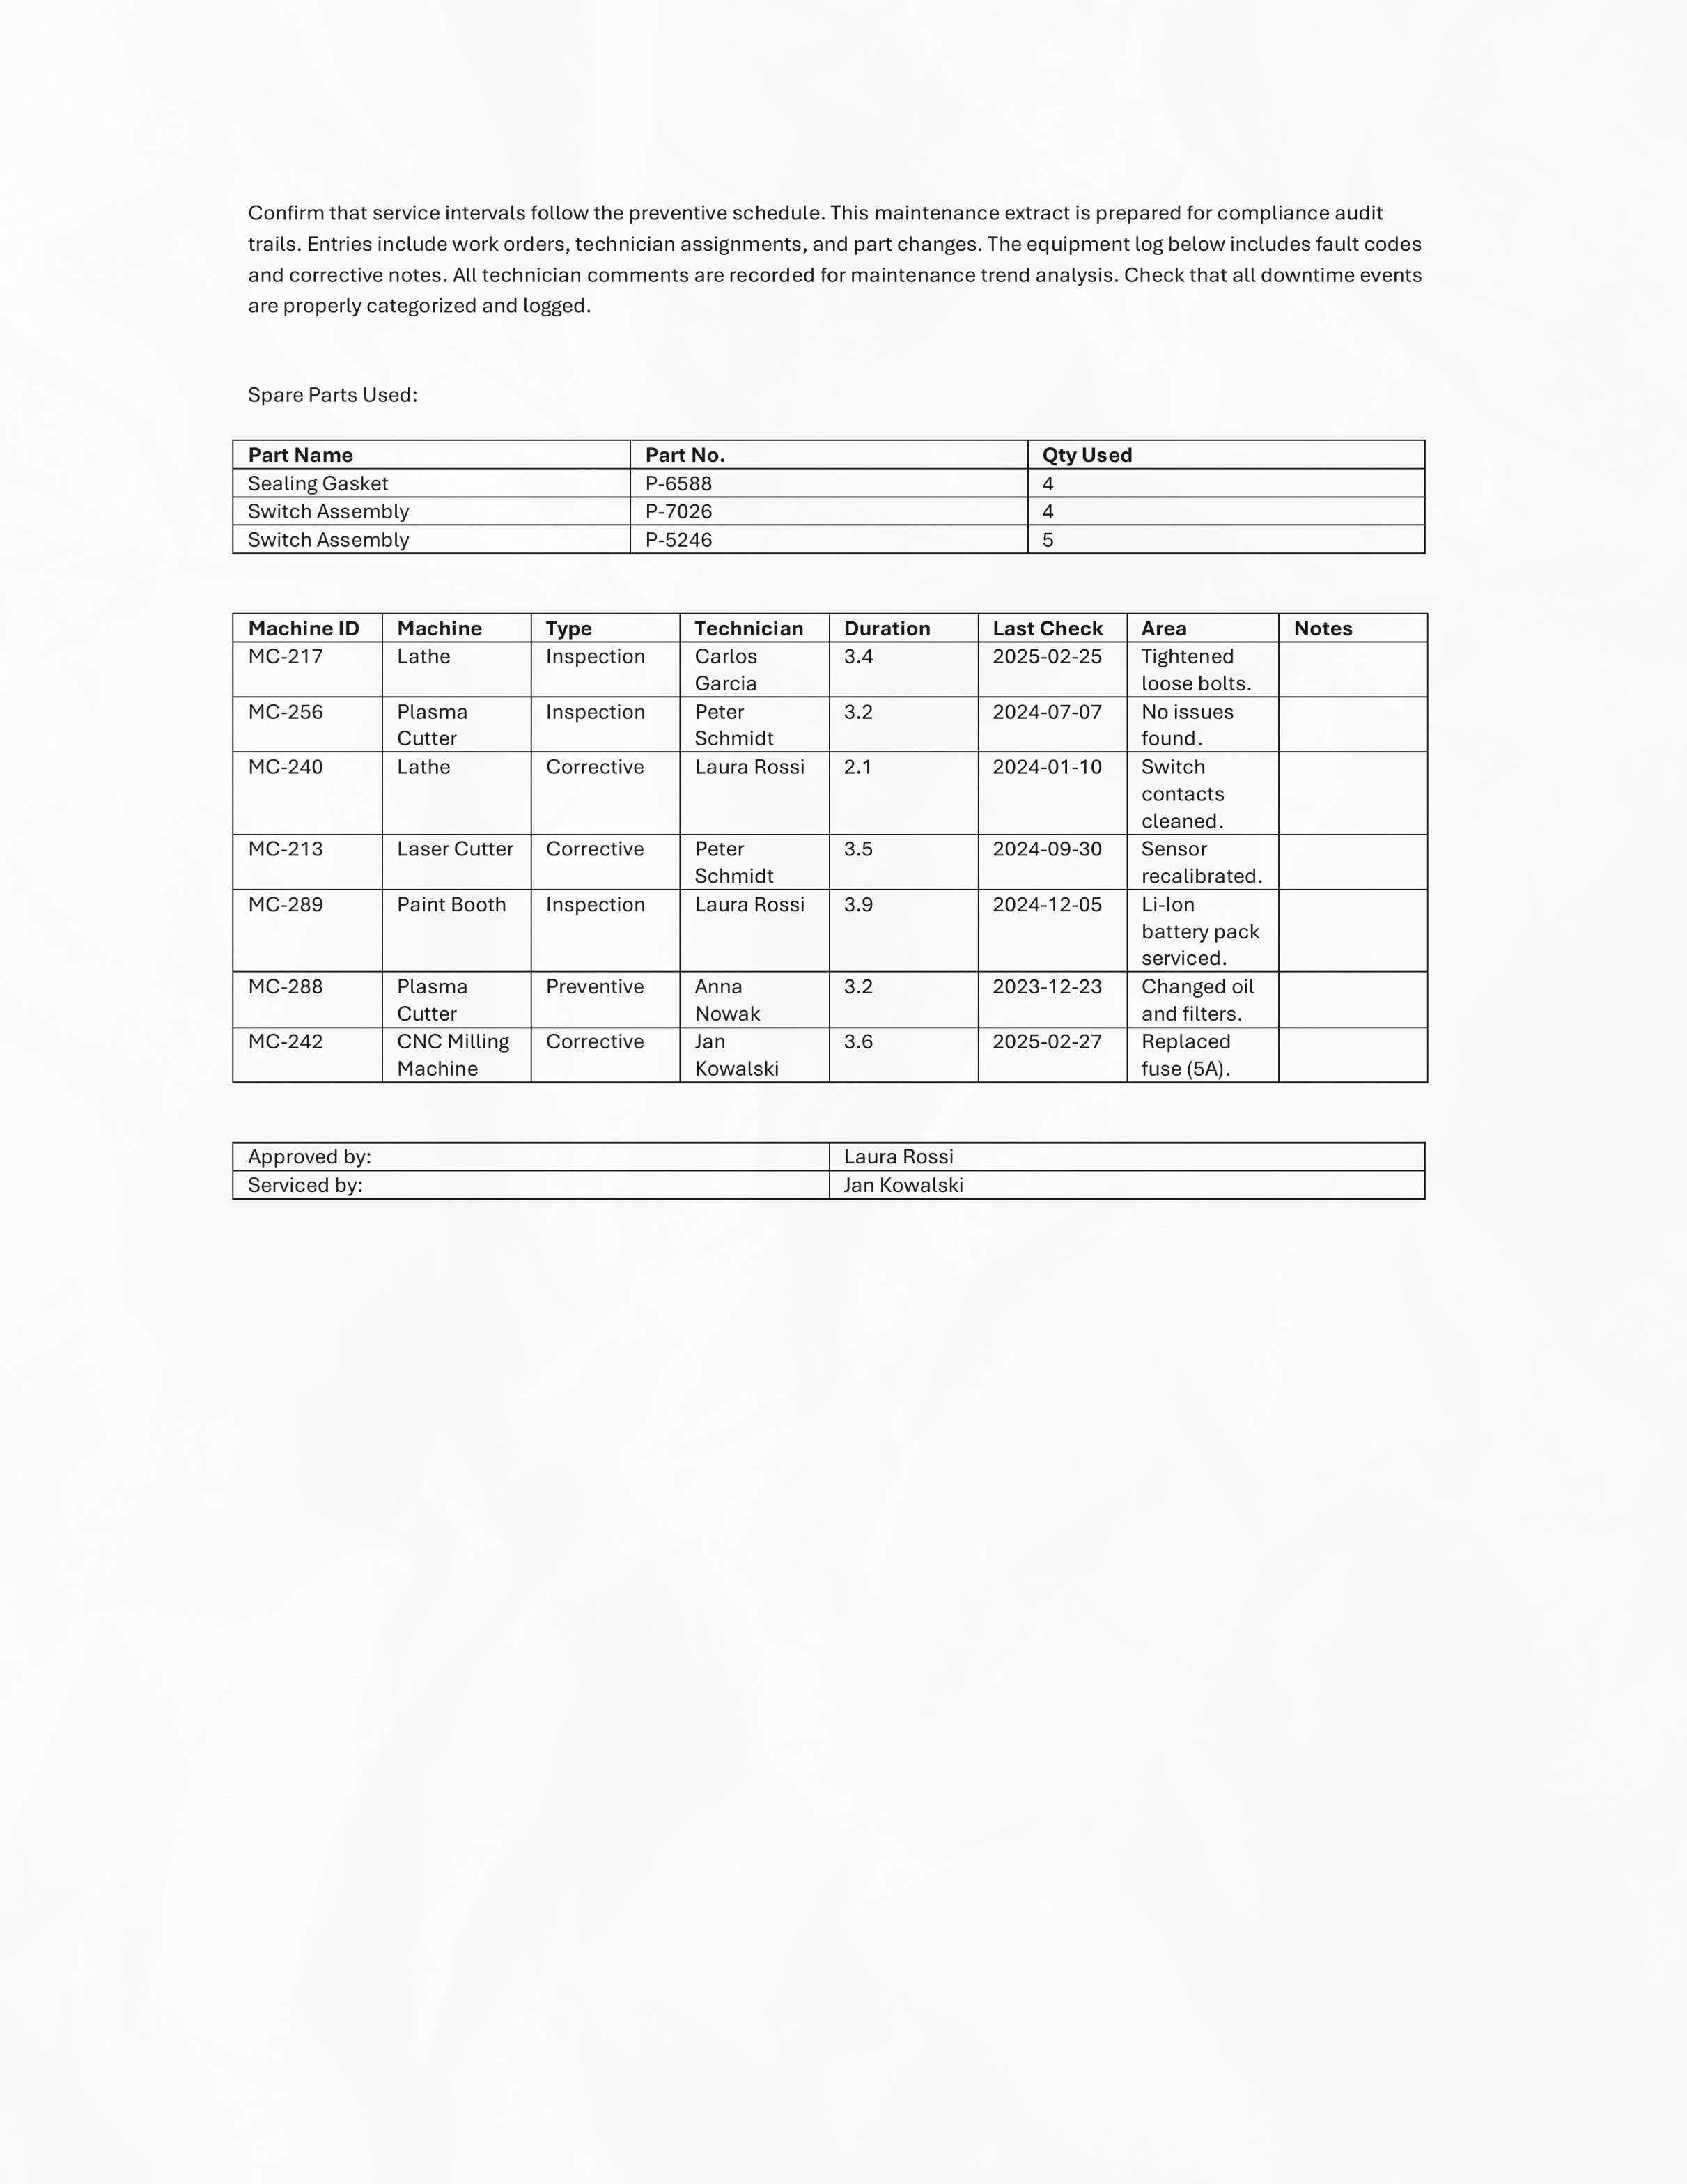 Confirm that service intervals follow the preventive schedule. This maintenance extract is prepared for compliance audit
trails. Entries include work orders, technician assignments, and part changes. The equipment log below includes fault codes
and corrective notes. All technician comments are recorded for maintenance trend analysis. Check that all downtime events
are properly categorized and logged.
Spare Parts Used:
Part Name Part No. Qty Used
Sealing Gasket P-6588 4
Switch Assembly P-7026 4
Switch Assembly P-5246 5
Machine ID Machine Type Technician Duration Last Check Area Notes
MC-217 Lathe Inspection Carlos 3.4 2025-02-25 Tightened
Garcia loose bolts.
MC-256 Plasma Inspection Peter 3.2 2024-07-07 No issues
Cutter Schmidt found.
MC-240 Lathe Corrective Laura Rossi 2.1 2024-01-10 Switch
contacts
cleaned.
MC-213 Laser Cutter Corrective Peter 3.5 2024-09-30 Sensor
Schmidt recalibrated.
MC-289 Paint Booth Inspection Laura Rossi 3.9 2024-12-05 Li-Ion
battery pack
serviced.
MC-288 Plasma Preventive Anna 3.2 2023-12-23 Changed oil
Cutter Nowak and filters.
MC-242 CNC Milling Corrective Jan 3.6 2025-02-27 Replaced
Machine Kowalski fuse (5A).
Approved by: Laura Rossi
Serviced by: Jan Kowalski